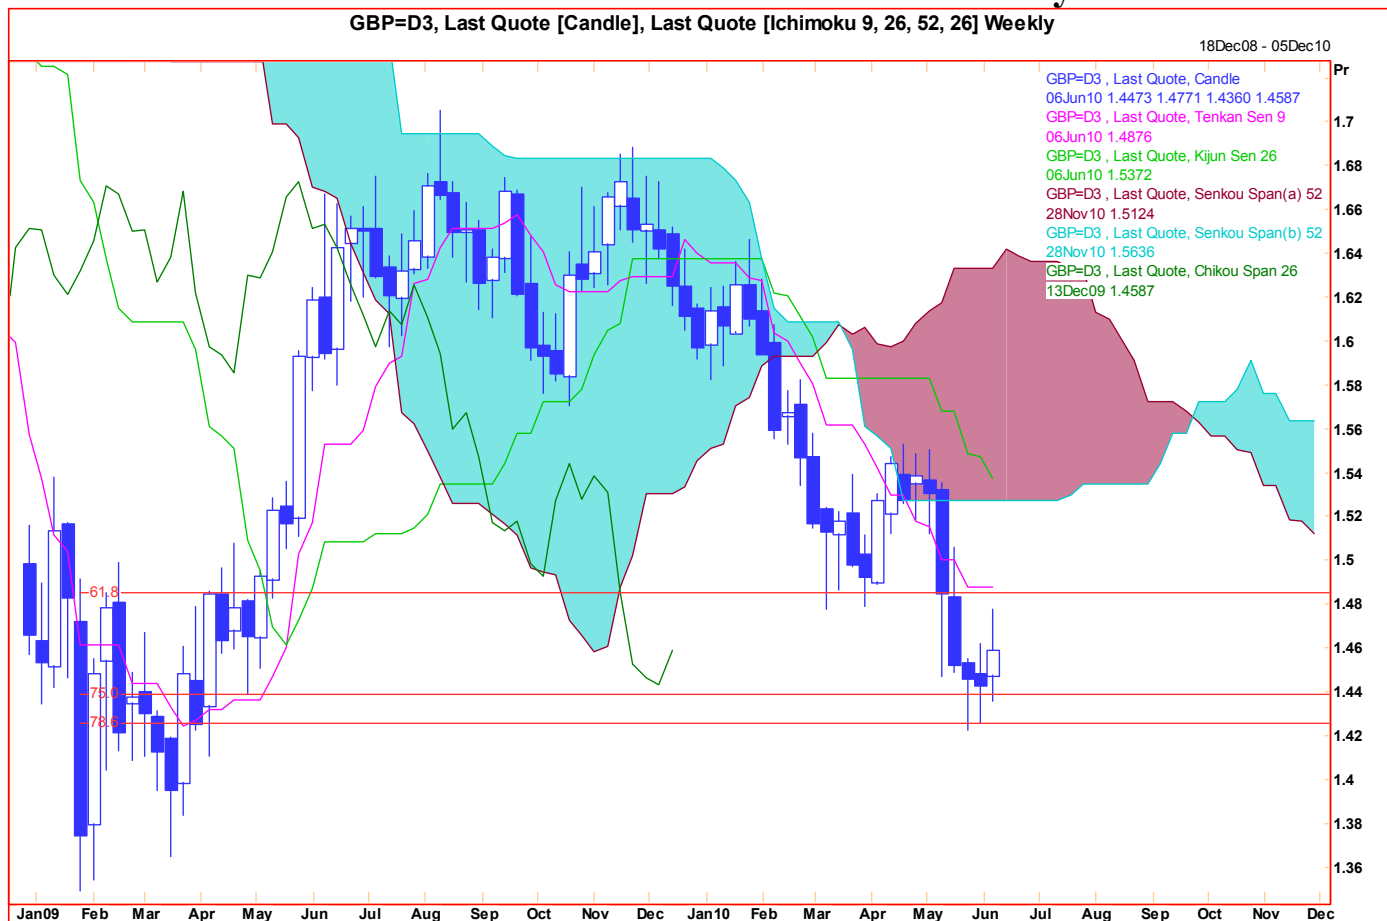 GBP=D3, Last Quote [Candle], Last Quote [Ichimoku 9, 26, 52, 26] Weekly
18Dec08 - 05Dec10
Pr
GBP=D3 , Last Quote, Candle
06Jun10 1.4473 1.4771 1.4360 1.4587
GBP=D3 , Last Quote, Tenkan Sen 9
06Jun10 1.4876
GBP=D3 , Last Quote, Kijun Sen 26
06Jun10 1.5372
GBP=D3 , Last Quote, Senkou Span(a) 52
28Nov10 1.5124
GBP=D3 , Last Quote, Senkou Span(b) 52
28Nov10 1.5636
GBP=D3 , Last Quote, Chikou Span 26
13Dec09 1.4587
1.7
1.68
1.66
1.64
1.62
1.6
1.58
1.56
1.54
1.52
1.5
1.48
1.46
1.44
1.42
1.4
1.38
1.36
61.8
75.0
78.6
Jan09 Feb Mar Apr May Jun Jul Aug Sep Oct Nov Dec Jan10 Feb Mar Apr May Jun Jul Aug Sep Oct Nov Dec